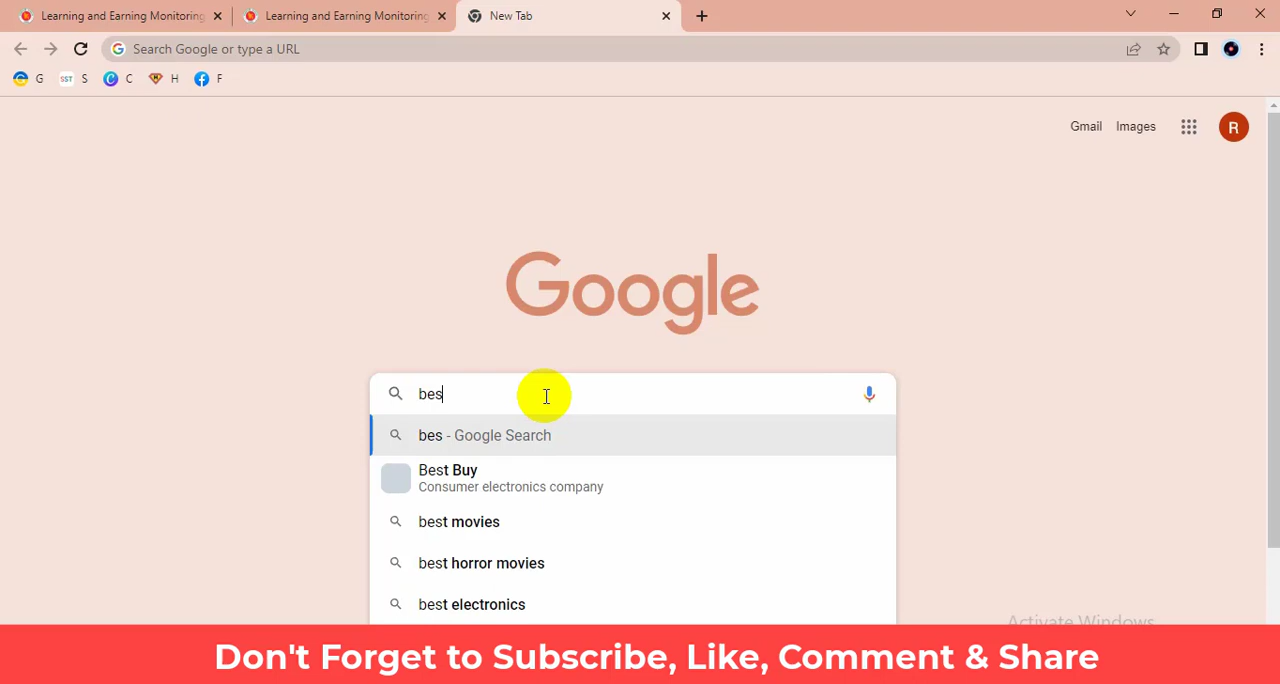 Learning and Earning Monitoring
Learning and Earning Monitoring
New Tab
Search Google or type a URL
G
SST S
C C
H H
F
Gmail Images
R
Google
bes
bes - Google Search
Best Buy
Consumer electronics company
best movies
best horror movies
best electronics
Activate Windows
Don't Forget to Subscribe, Like, Comment & Share